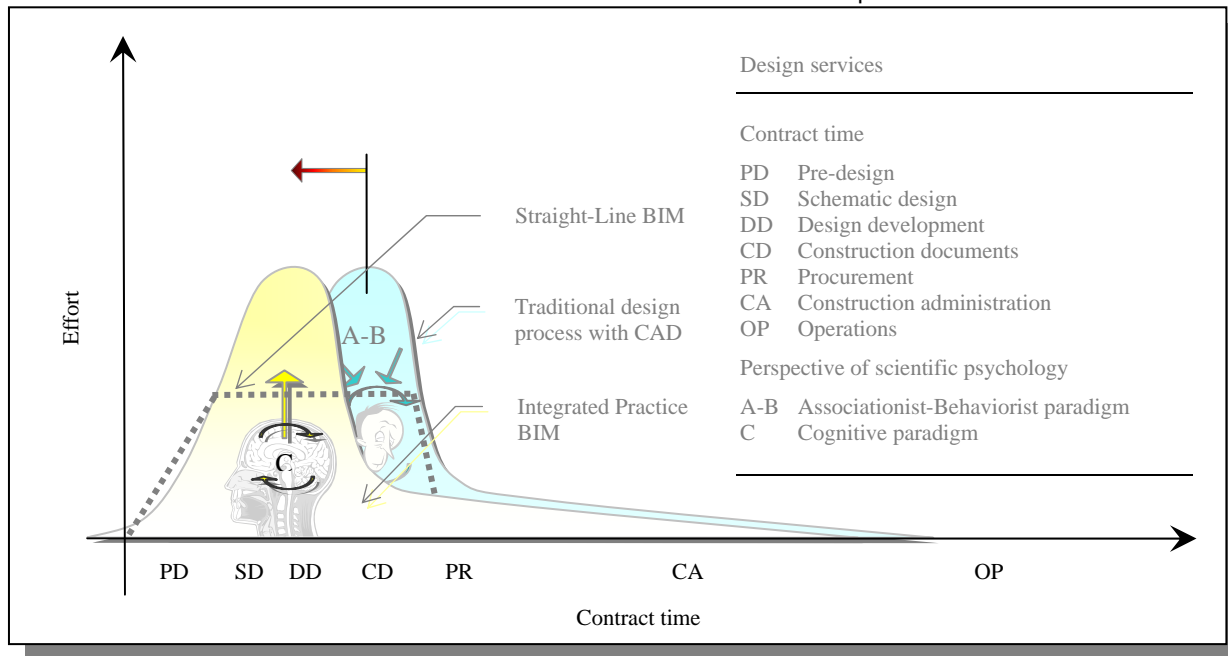 Design services
Contract time
PD Pre-design
SD Schematic design
DD Design development
CD Construction documents
PR Procurement
CA Construction administration
OP Operations
Perspective of scientific psychology
A-B Associationist-Behaviorist paradigm
C Cognitive paradigm
Straight-Line BIM
Traditional design
process with CAD
Integrated Practice
BIM
A-B
C
Effort
PD SD DD CD PR CA OP
Contract time